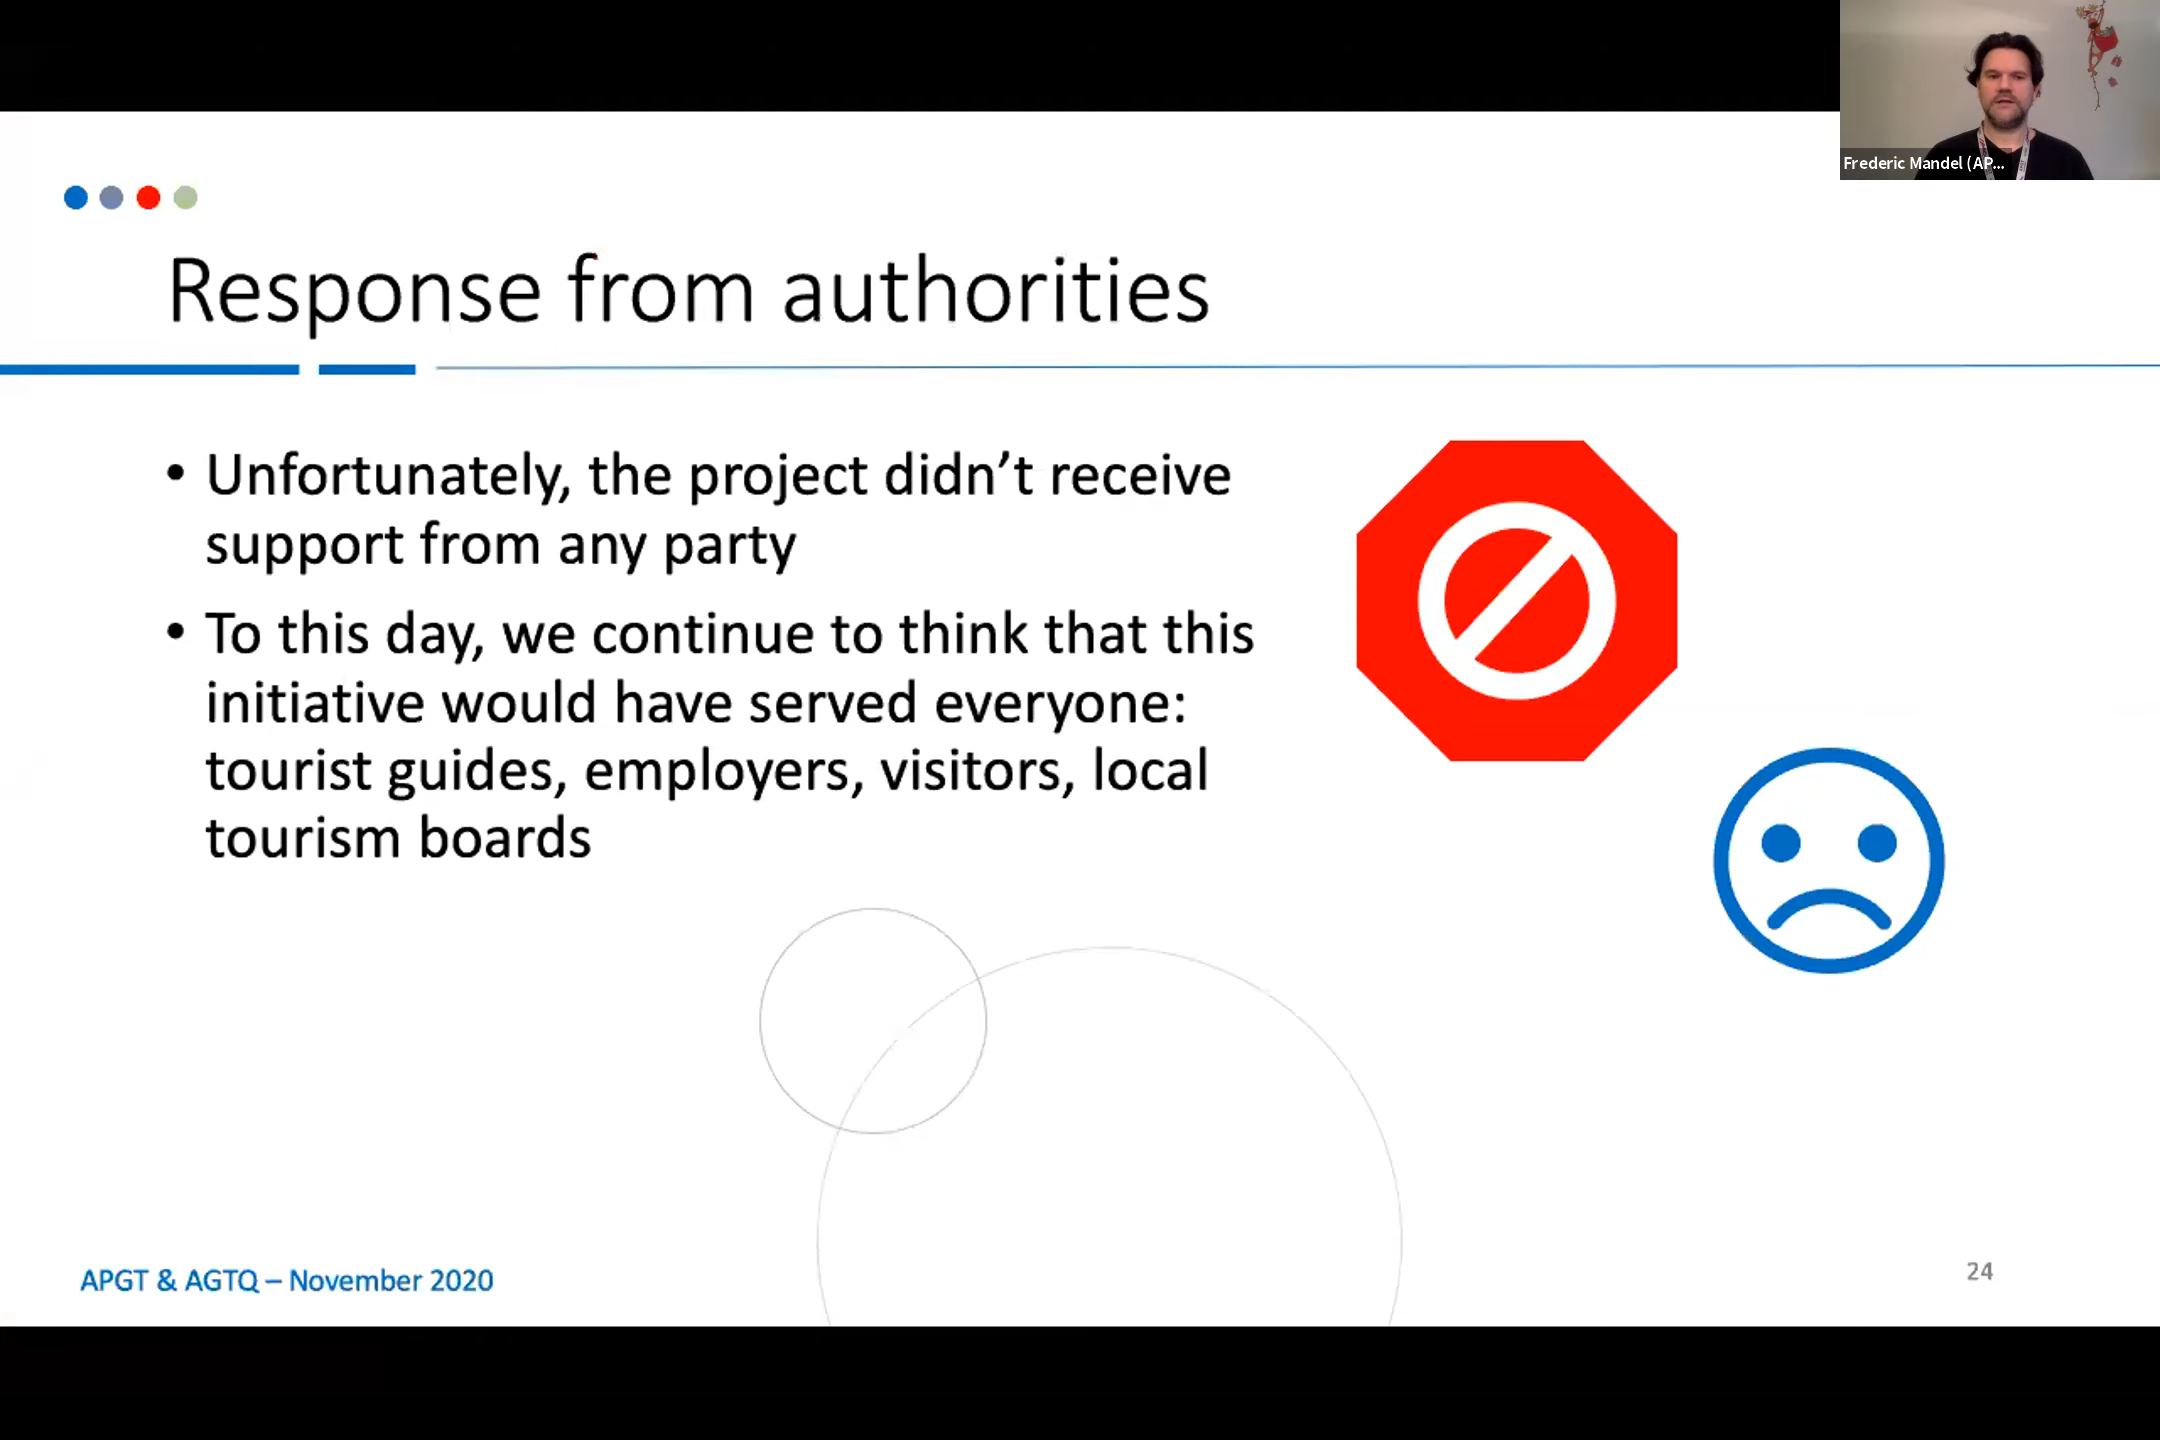 Frederic Mandel (AP...
Response from authorities
• Unfortunately, the project didn’t receive
support from any party
• To this day, we continue to think that this
initiative would have served everyone:
tourist guides, employers, visitors, local
tourism boards
APGT & AGTQ – November 2020
24